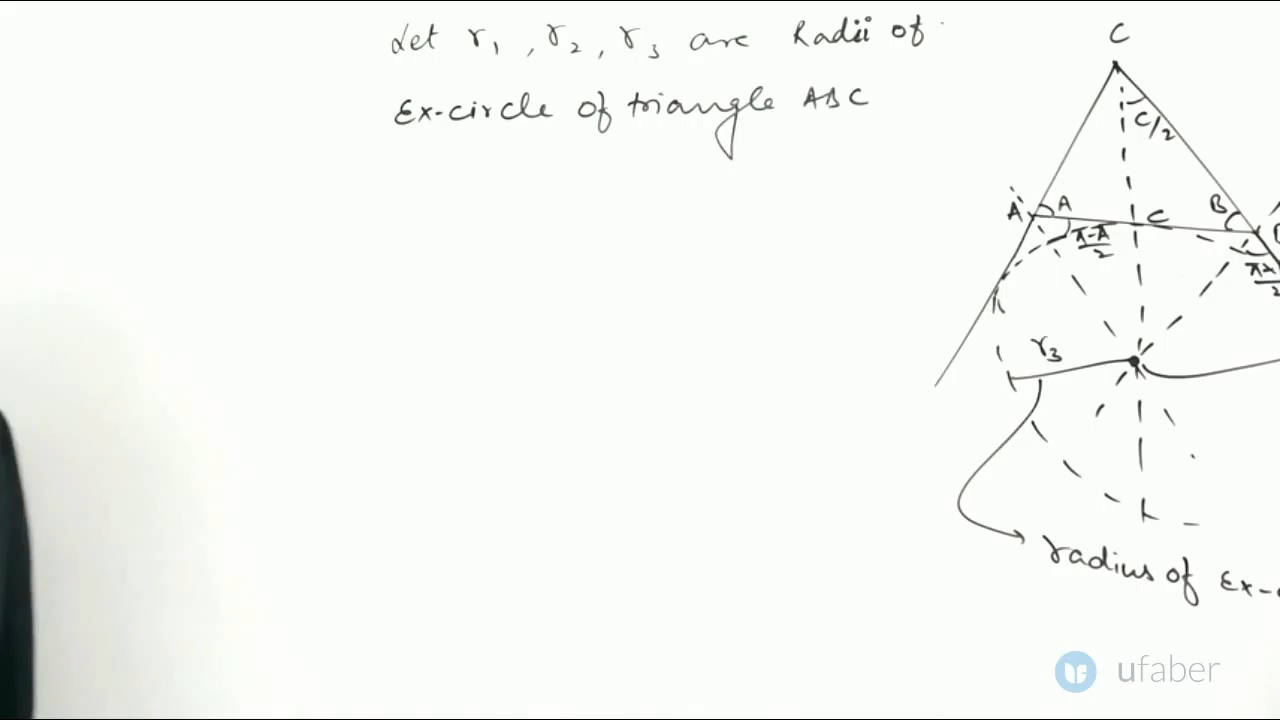 Let r₁, r₂, r₃ are Radii of
Ex-circle of triangle ABC
C
C/2
A
A
B
C
π-A/2
r₃
radius of Ex-
ufaber